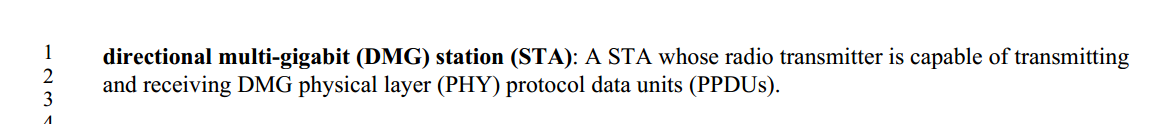 1
directional multi-gigabit (DMG) station (STA): A STA whose radio transmitter is capable of transmitting
2
and receiving DMG physical layer (PHY) protocol data units (PPDUs).
3